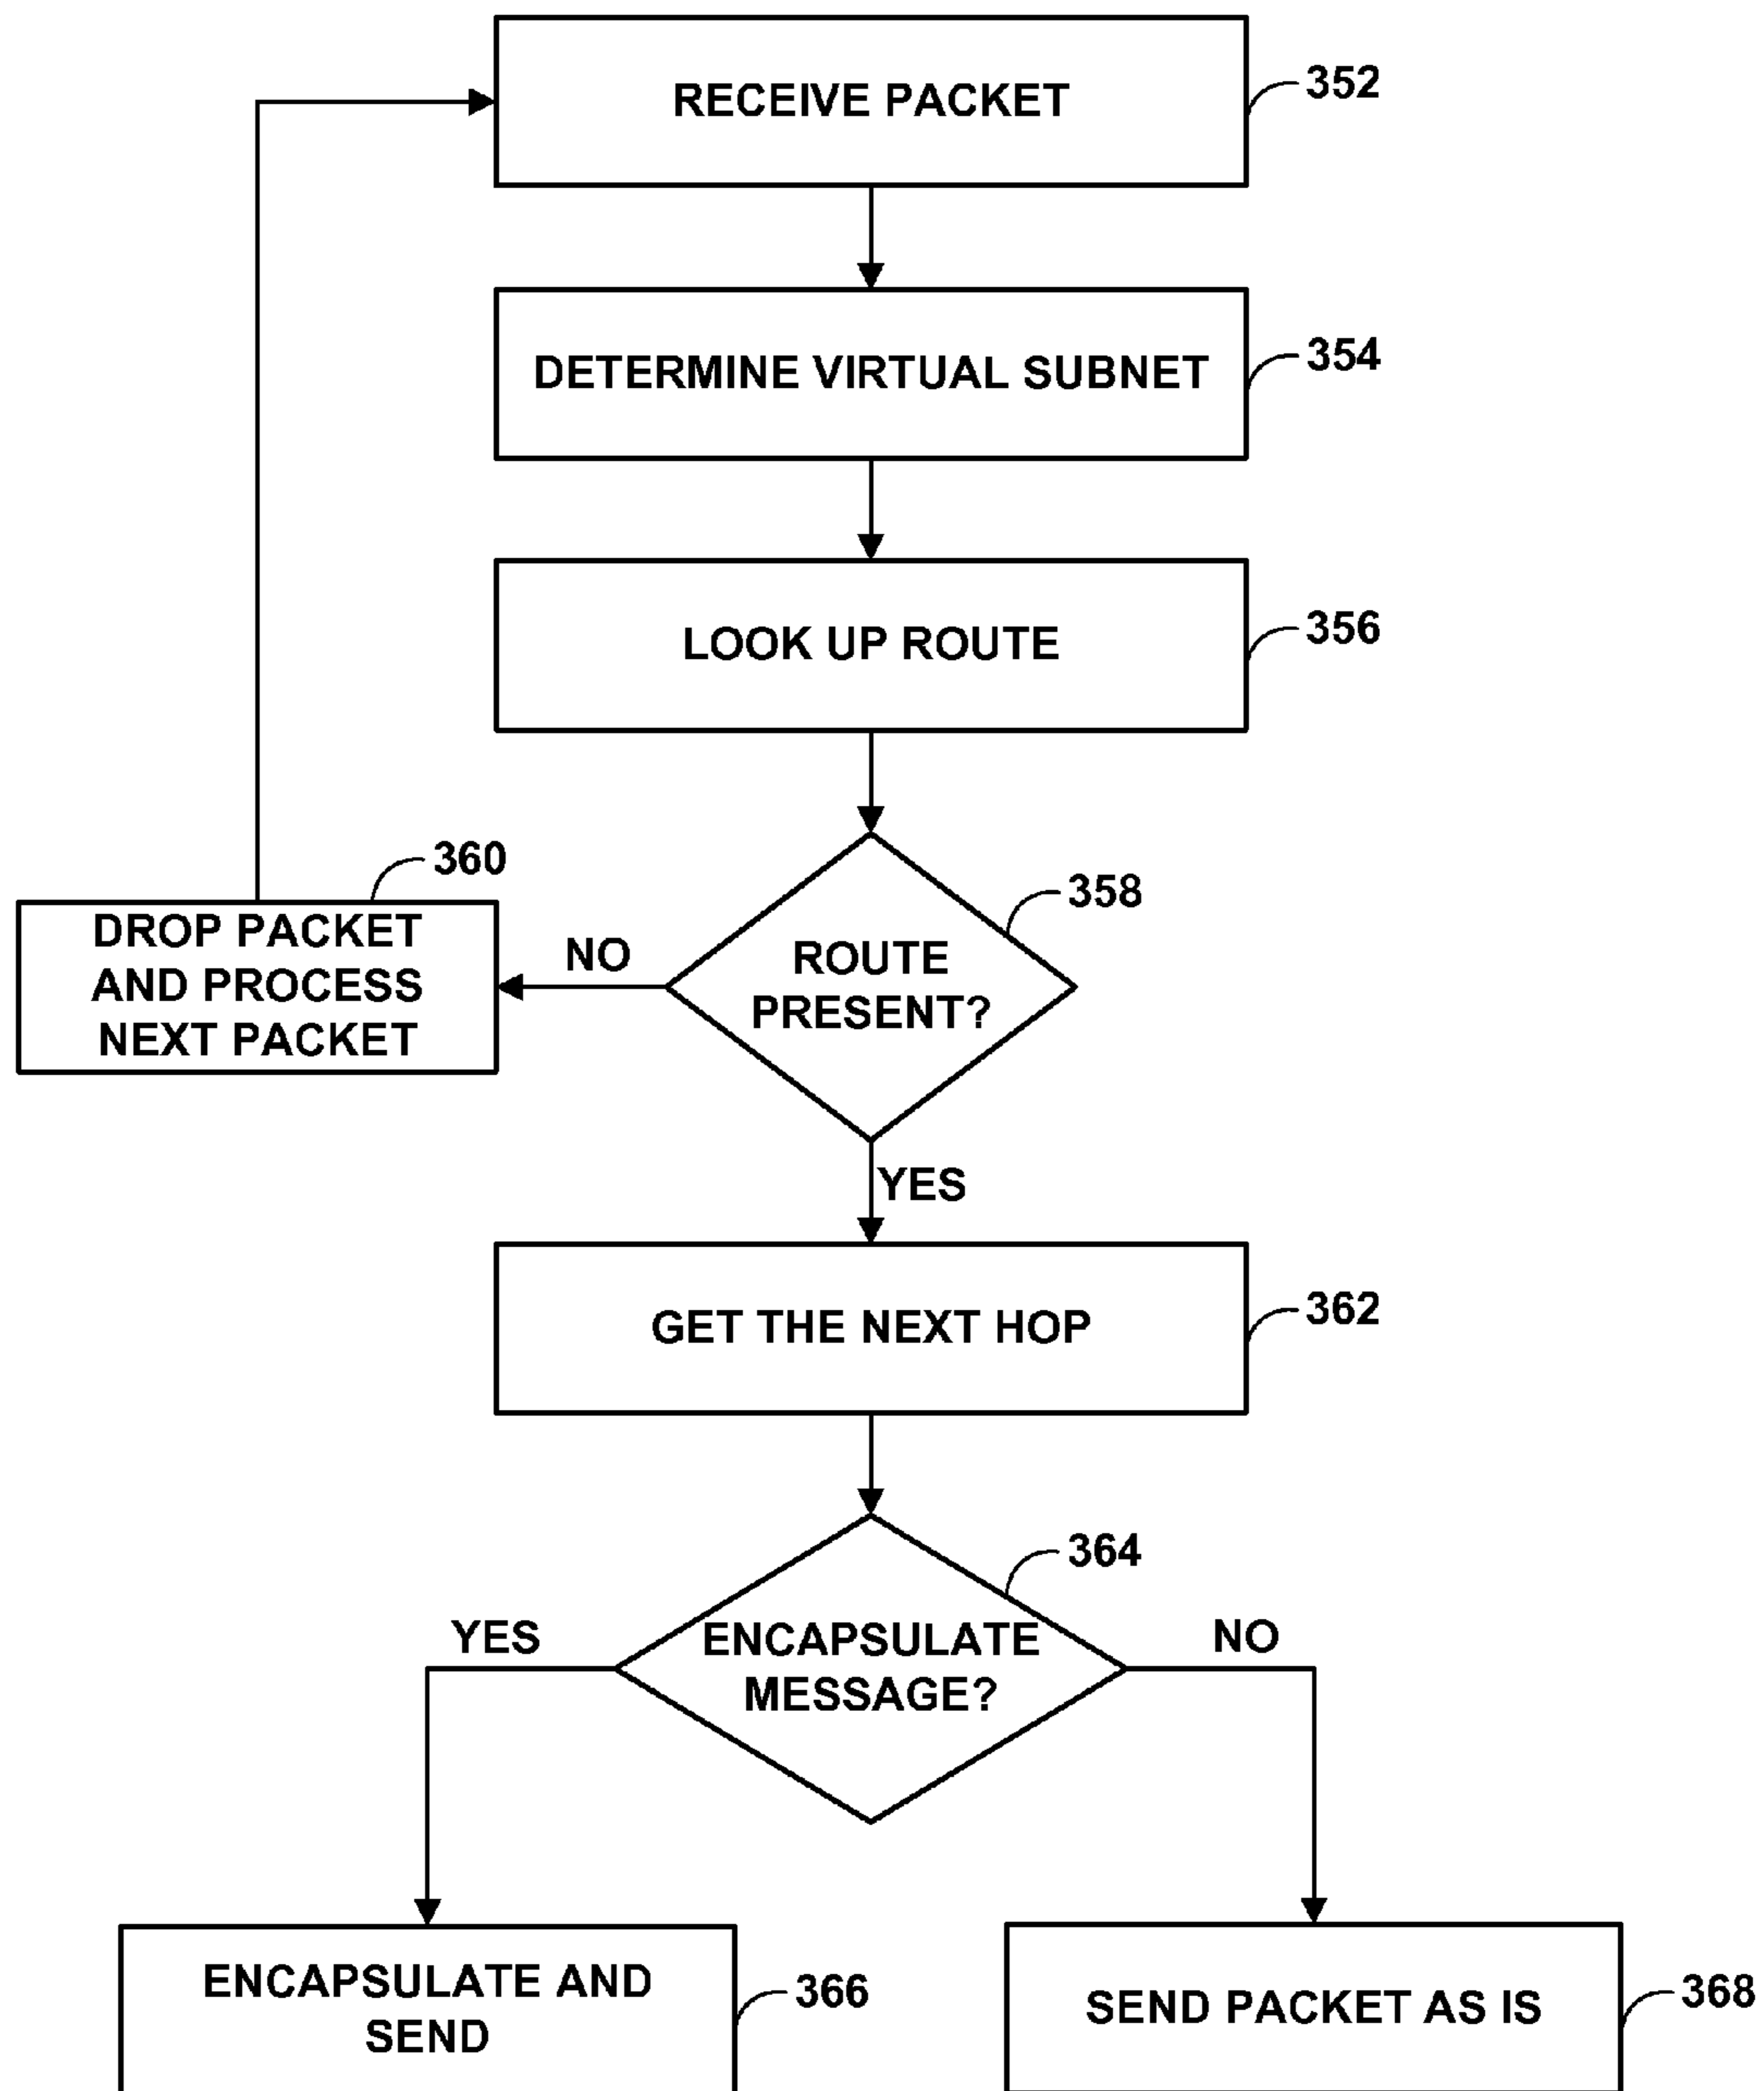 RECEIVE PACKET
352
DETERMINE VIRTUAL SUBNET
354
LOOK UP ROUTE
356
360
358
DROP PACKET
AND PROCESS
NEXT PACKET
NO
ROUTE
PRESENT?
YES
GET THE NEXT HOP
362
364
YES
ENCAPSULATE
MESSAGE?
NO
ENCAPSULATE AND
SEND
366
SEND PACKET AS IS
368